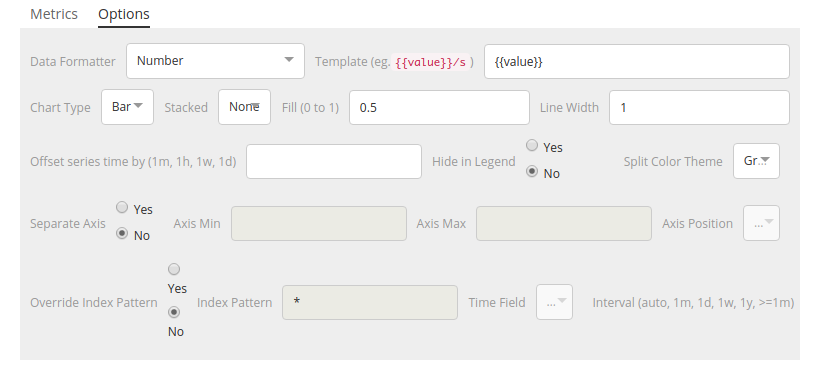 Metrics Options
Data Formatter Number Template (eg. {{value}}/s ) {{value}}
Chart Type Bar Stacked None Fill (0 to 1) 0.5 Line Width 1
Offset series time by (1m, 1h, 1w, 1d) Hide in Legend Yes No Split Color Theme Gr...
Separate Axis Yes No Axis Min Axis Max Axis Position ...
Override Index Pattern Yes No Index Pattern * Time Field ... Interval (auto, 1m, 1d, 1w, 1y, >=1m)